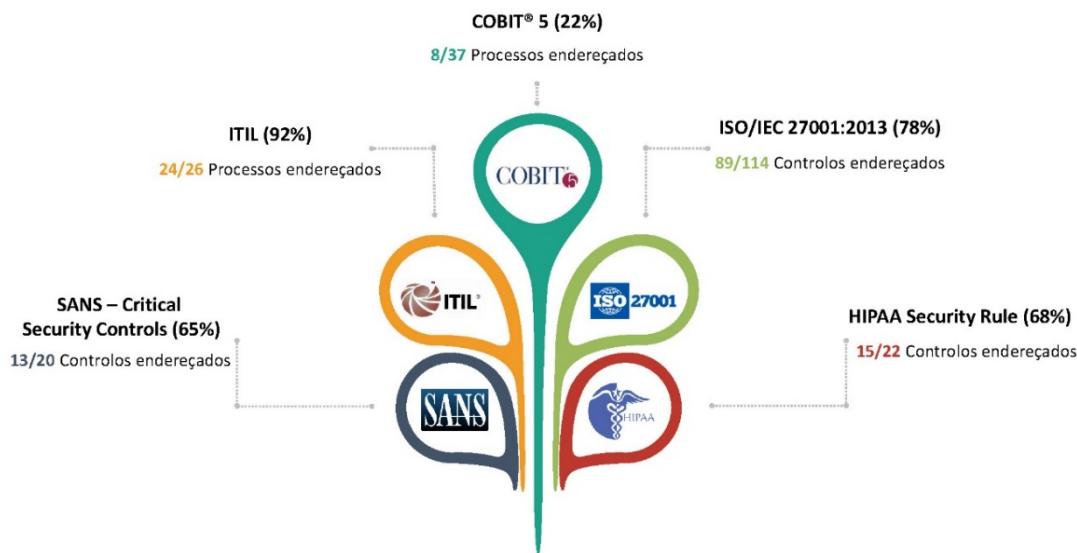 COBIT® 5 (22%)
8/37 Processos endereçados
ITIL (92%)
24/26 Processos endereçados
ISO/IEC 27001:2013 (78%)
89/114 Controlos endereçados
COBIT 5
ITIL®
ISO 27001
SANS – Critical
Security Controls (65%)
13/20 Controlos endereçados
HIPAA Security Rule (68%)
15/22 Controlos endereçados
SANS
HIPAA